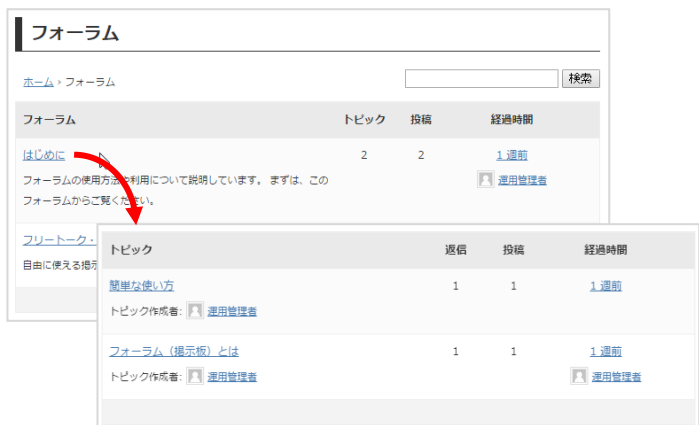 フォーラム
ホーム › フォーラム
検索
フォーラム トピック 投稿 経過時間
はじめに 2 2 1 週前
フォーラムの使用方法や利用について説明しています。 まずは、この
運用管理者
フォーラムからご覧ください。
フリートーク・
自由に使える掲示
トピック 返信 投稿 経過時間
簡単な使い方 1 1 1 週前
トピック作成者: 運用管理者
フォーラム（掲示板）とは 1 1 1 週前
トピック作成者: 運用管理者 運用管理者